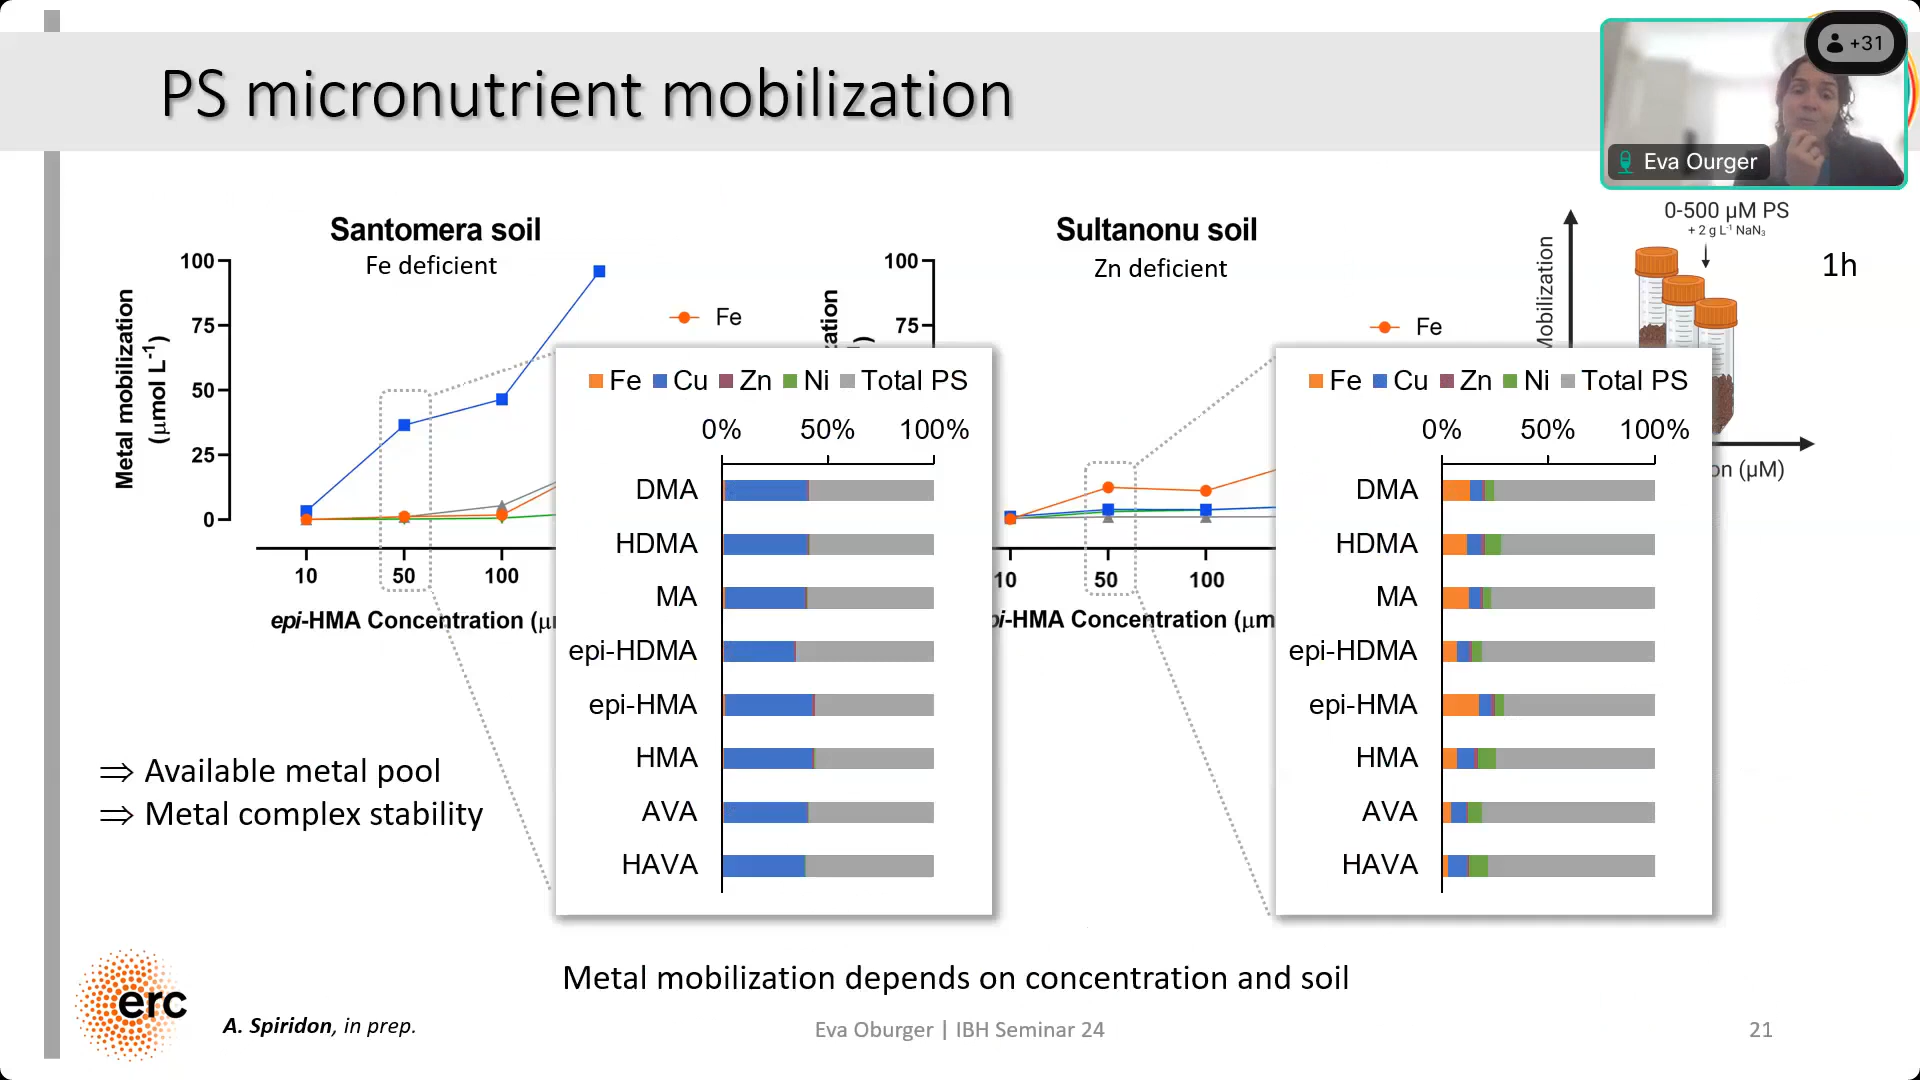 PS micronutrient mobilization
+31
Eva Ourger
Santomera soil
Fe deficient
100
75
50
25
0
Metal mobilization
(µmol L-1)
10
50
100
epi-HMA Concentration (µ
Fe
Sultanonu soil
Zn deficient
100
75
Fe
10
50
100
-HMA Concentration (µm
0-500 µM PS
+ 2 g L-1 NaN3
1h
Mobilization
on (µM)
Fe Cu Zn Ni Total PS
0% 50% 100%
DMA
HDMA
MA
epi-HDMA
epi-HMA
HMA
AVA
HAVA
Fe Cu Zn Ni Total PS
0% 50% 100%
DMA
HDMA
MA
epi-HDMA
epi-HMA
HMA
AVA
HAVA
⇒ Available metal pool
⇒ Metal complex stability
Metal mobilization depends on concentration and soil
erc
A. Spiridon, in prep.
Eva Oburger | IBH Seminar 24
21